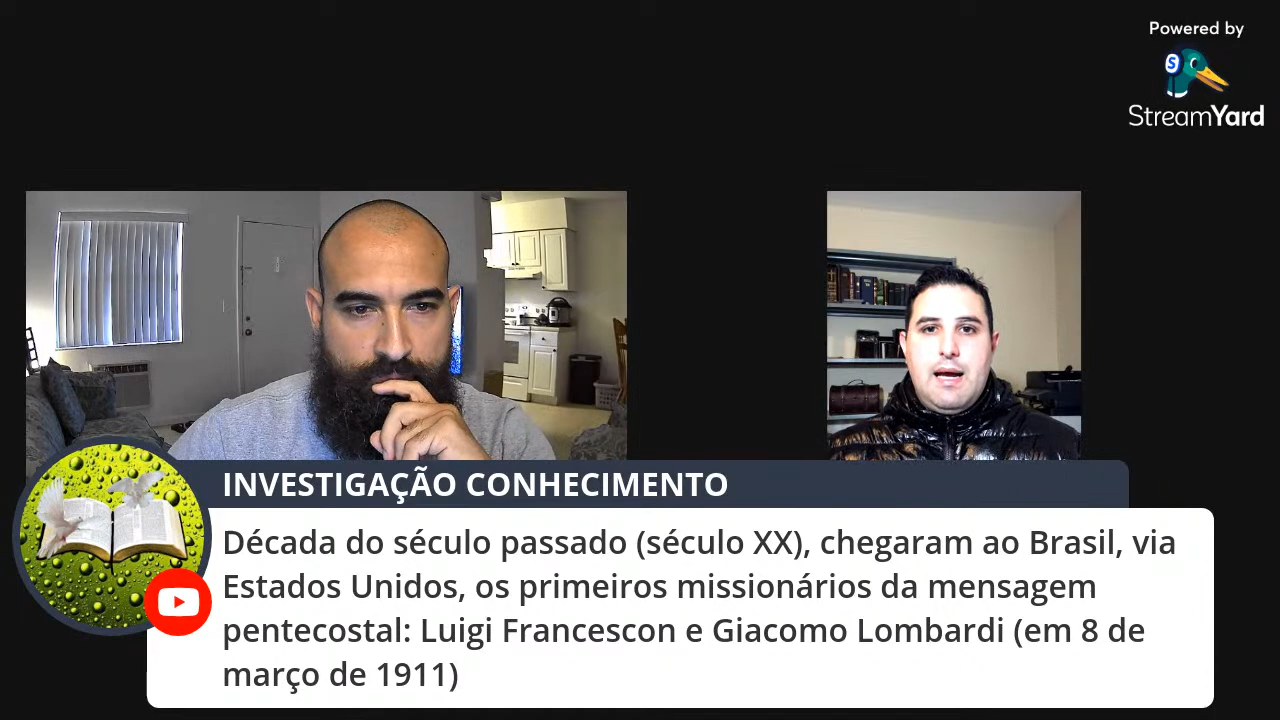 Powered by
StreamYard
INVESTIGAÇÃO CONHECIMENTO
Década do século passado (século XX), chegaram ao Brasil, via
Estados Unidos, os primeiros missionários da mensagem
pentecostal: Luigi Francescon e Giacomo Lombardi (em 8 de
março de 1911)